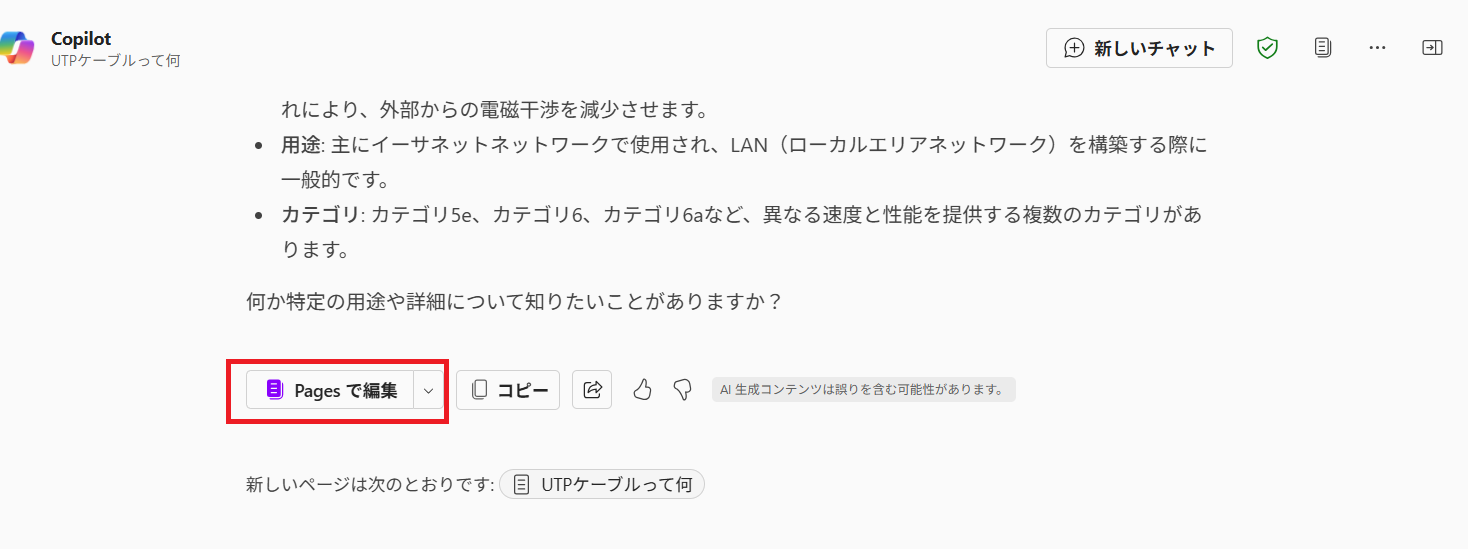 Copilot
UTPケーブルって何
新しいチャット
れにより、外部からの電磁干渉を減少させます。
用途: 主にイーサネットネットワークで使用され、LAN（ローカルエリアネットワーク）を構築する際に
一般的です。
カテゴリ: カテゴリ5e、カテゴリ6、カテゴリ6aなど、異なる速度と性能を提供する複数のカテゴリがあ
ります。
何か特定の用途や詳細について知りたいことがありますか？
Pages で編集
コピー
AI 生成コンテンツは誤りを含む可能性があります。
新しいページは次のとおりです: UTPケーブルって何